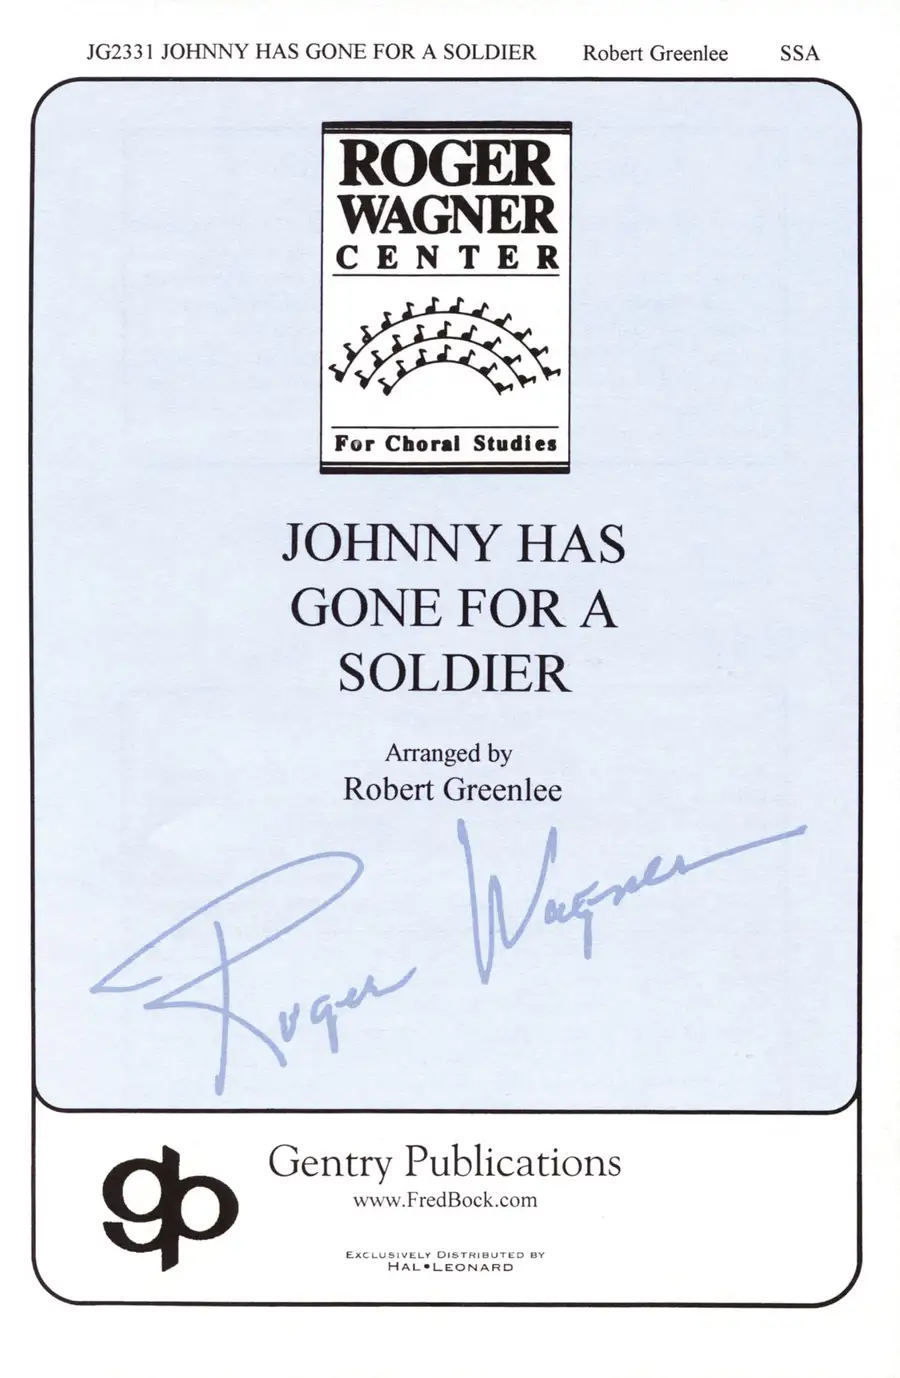 JG2331 JOHNNY HAS GONE FOR A SOLDIER Robert Greenlee SSA
ROGER
WAGNER
CENTER
For Choral Studies
JOHNNY HAS
GONE FOR A
SOLDIER
Arranged by
Robert Greenlee
Roger Wagner
gp
Gentry Publications
www.FredBock.com
EXCLUSIVELY DISTRIBUTED BY
HAL•LEONARD